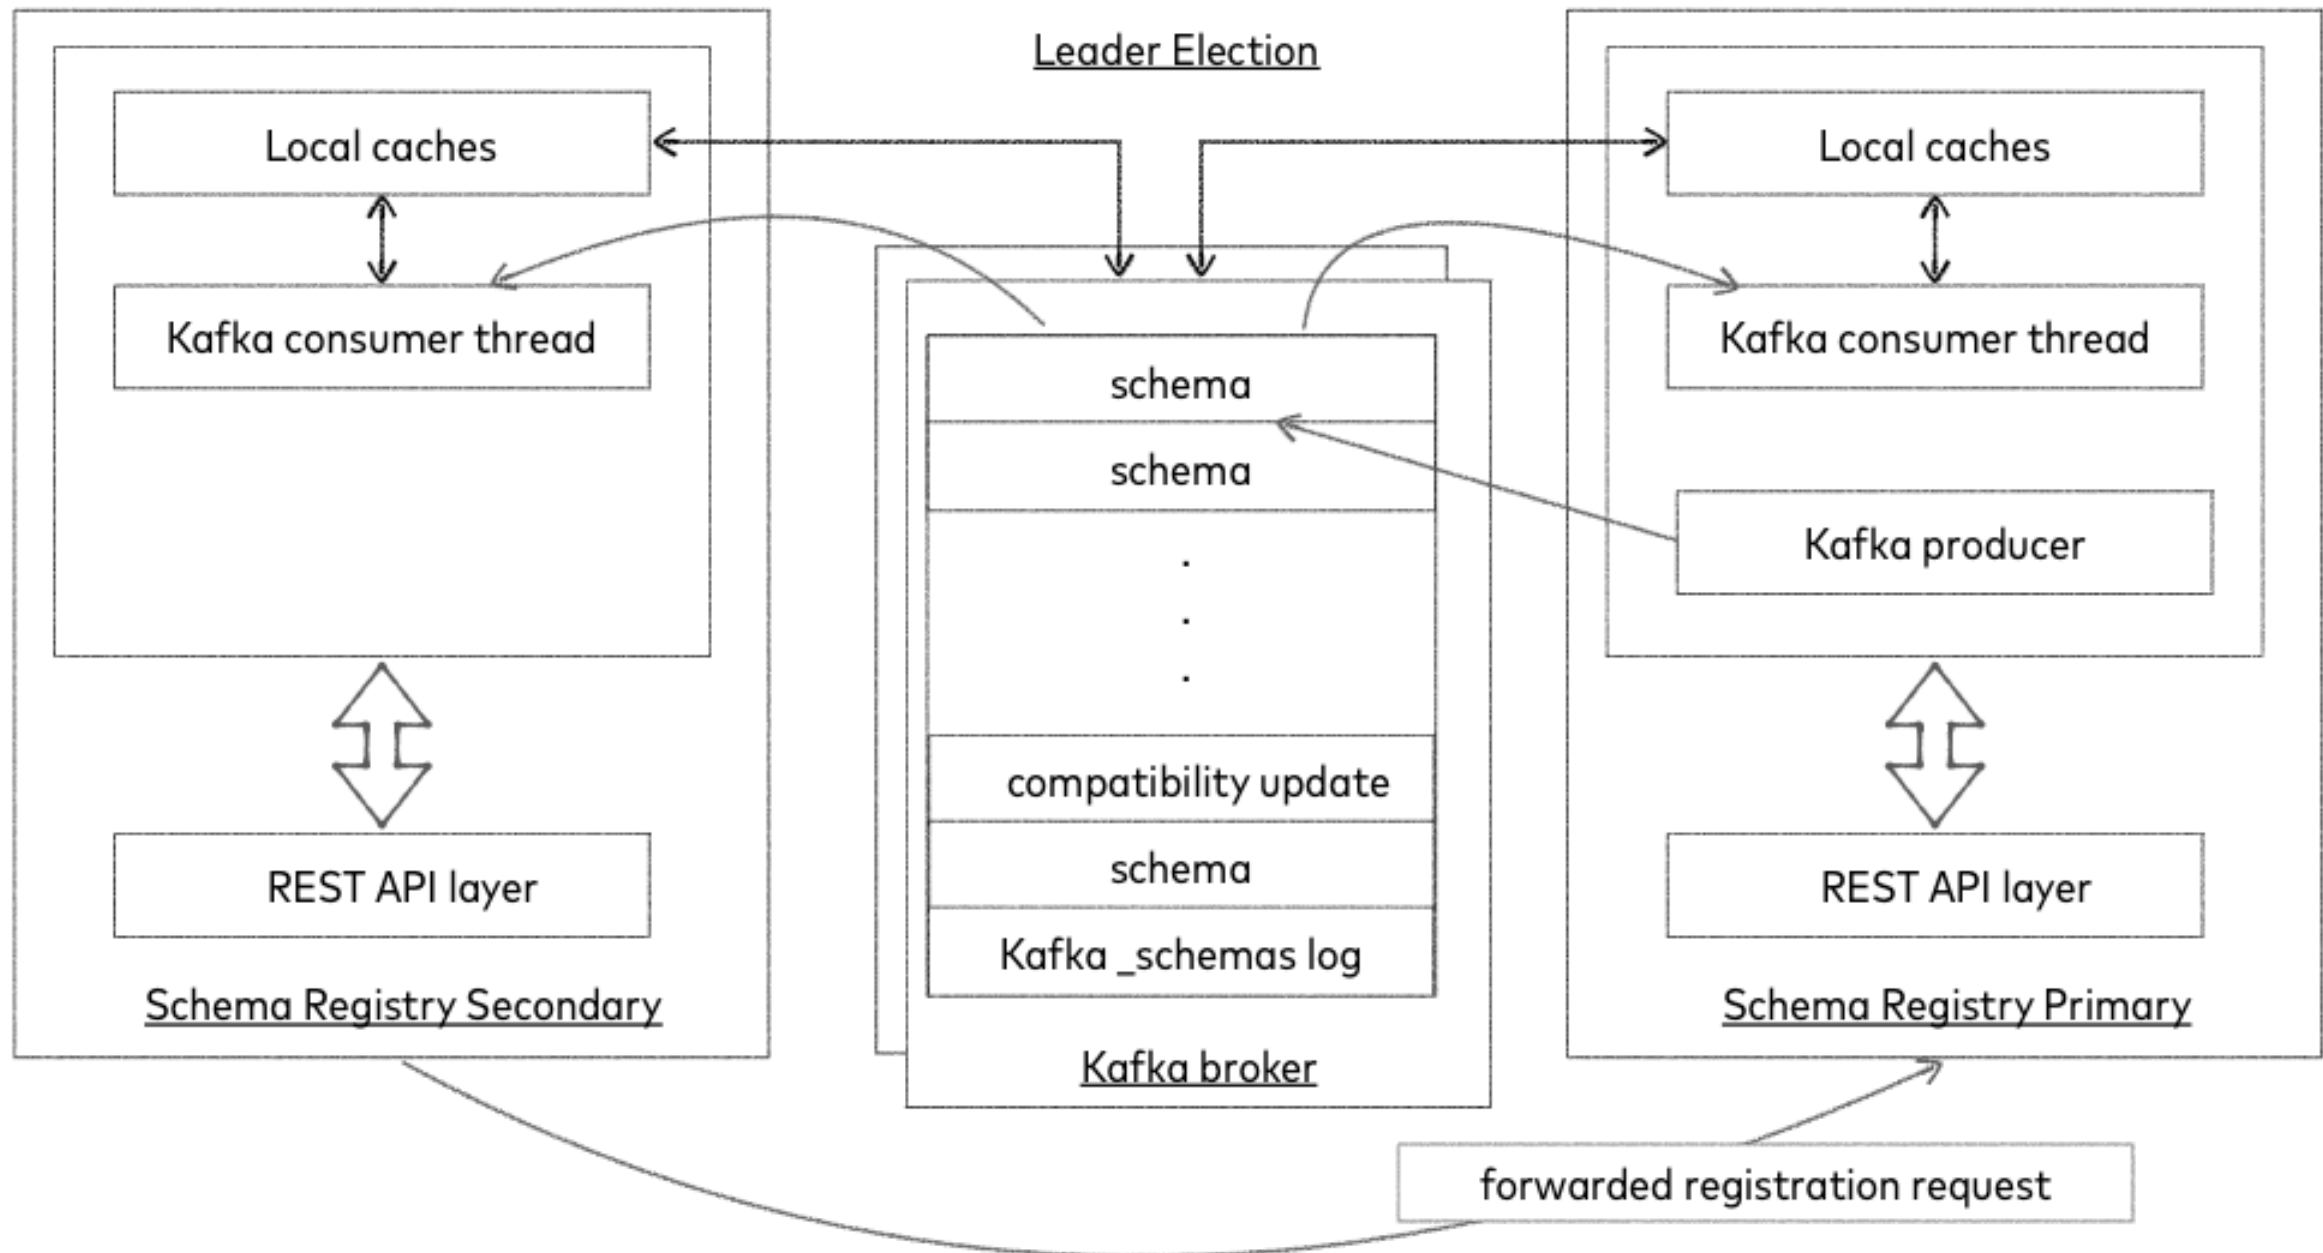 Leader Election
Local caches
Kafka consumer thread
REST API layer
Schema Registry Secondary
schema
schema
.
.
.
compatibility update
schema
Kafka _schemas log
Kafka broker
Local caches
Kafka consumer thread
Kafka producer
REST API layer
Schema Registry Primary
forwarded registration request